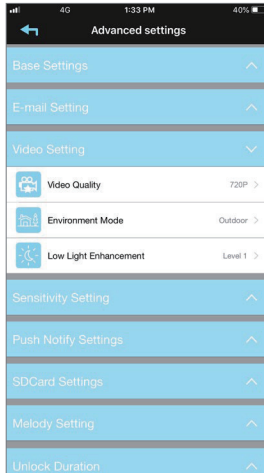 4G 1:33 PM 40%
Advanced settings
Base Settings
E-mail Setting
Video Setting
Video Quality 720P
Environment Mode Outdoor
Low Light Enhancement Level 1
Sensitivity Setting
Push Notify Settings
SDCard Settings
Melody Setting
Unlock Duration